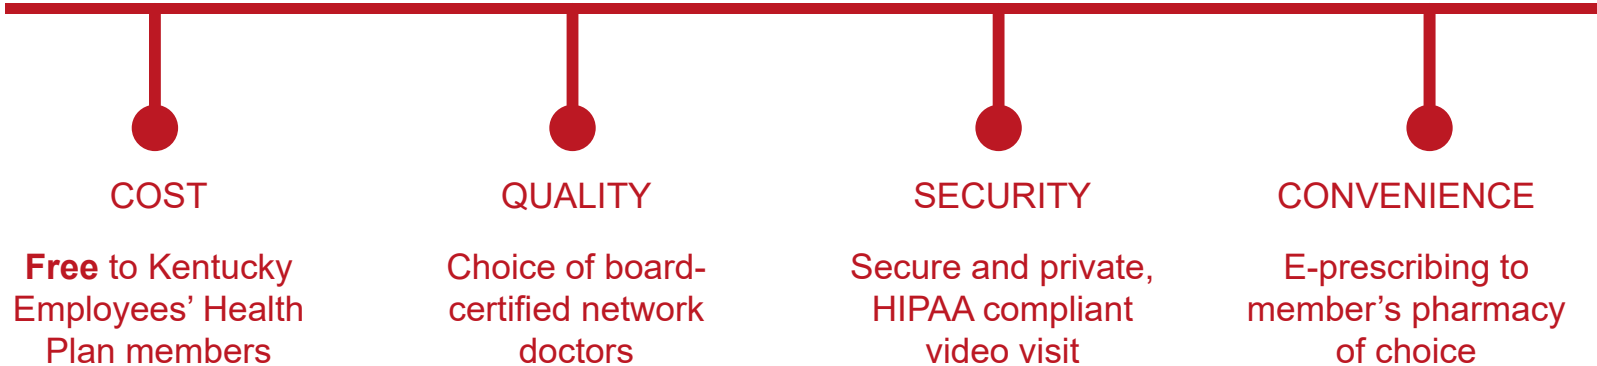 COST
Free to Kentucky
Employees’ Health
Plan members
QUALITY
Choice of board-
certified network
doctors
SECURITY
Secure and private,
HIPAA compliant
video visit
CONVENIENCE
E-prescribing to
member’s pharmacy
of choice